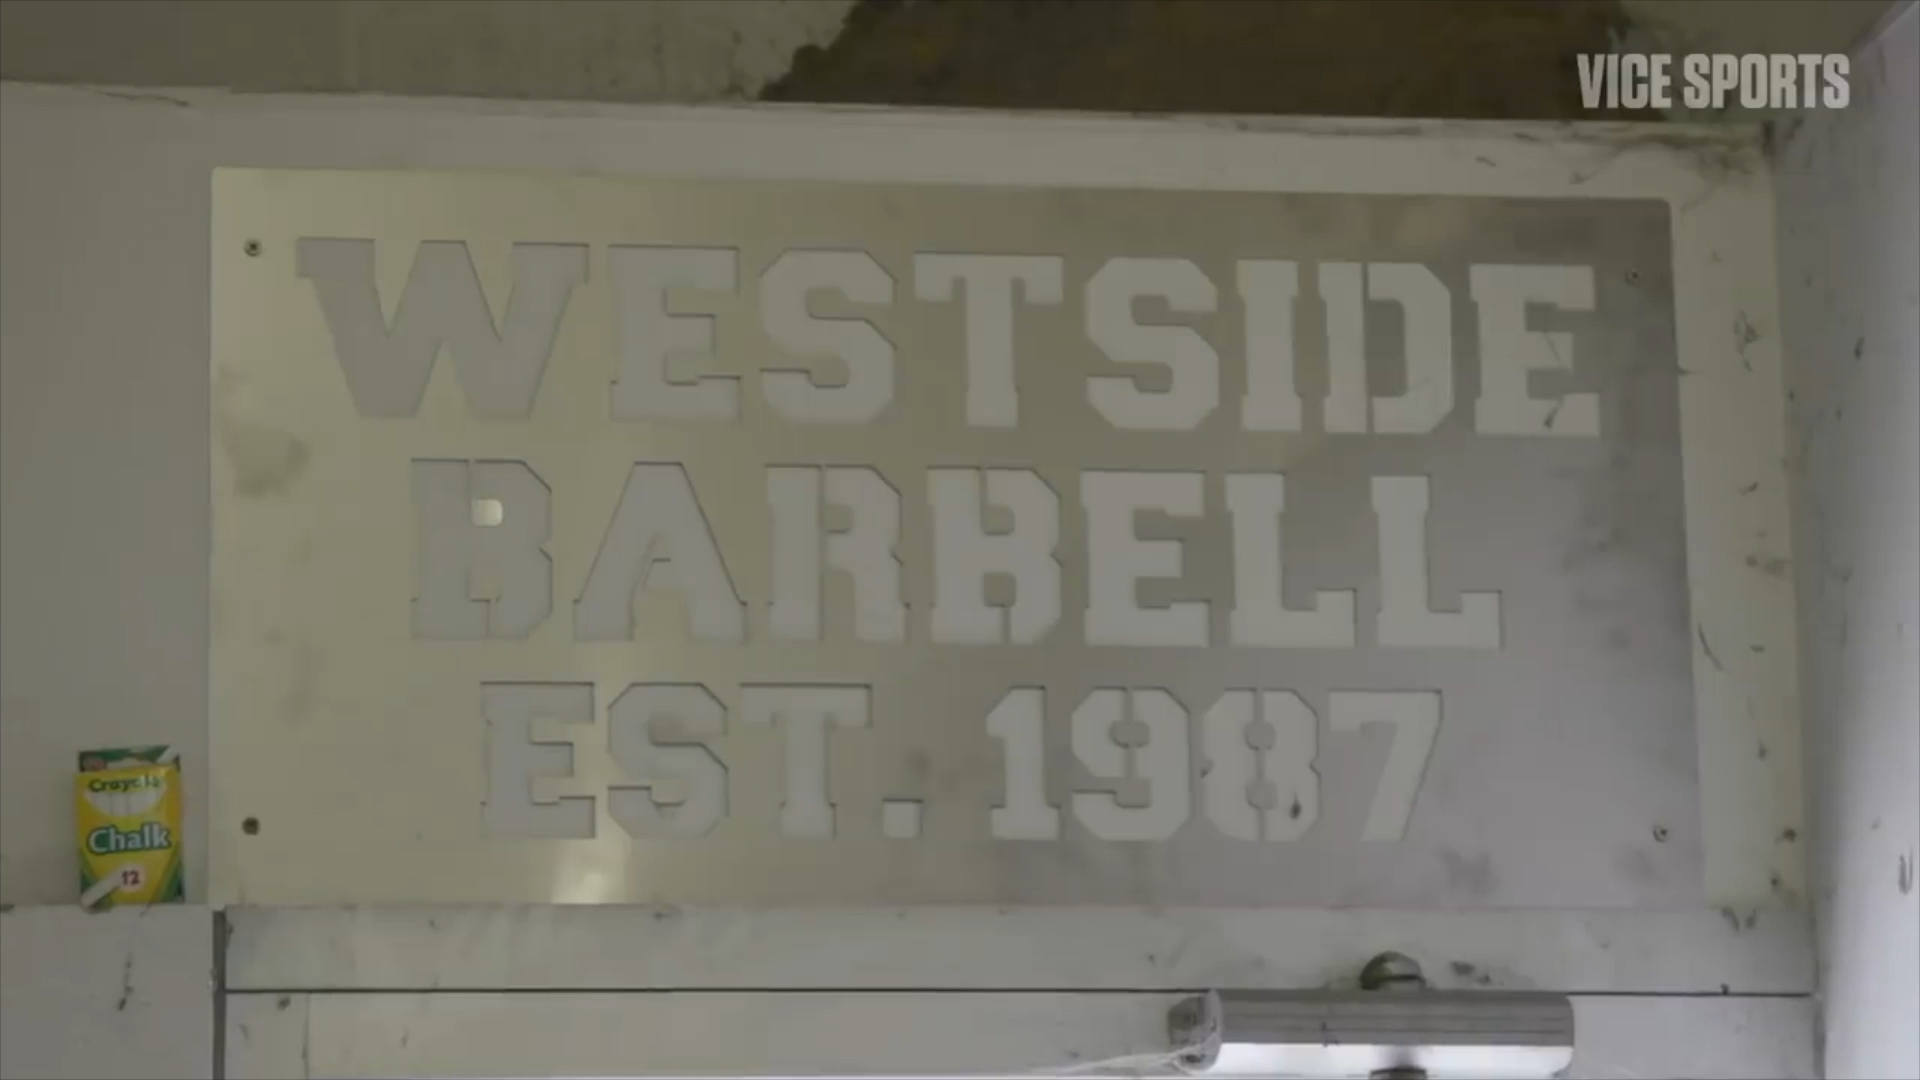 VICE SPORTS
WESTSIDE
BARBELL
EST. 1987
Crayola
Chalk
12